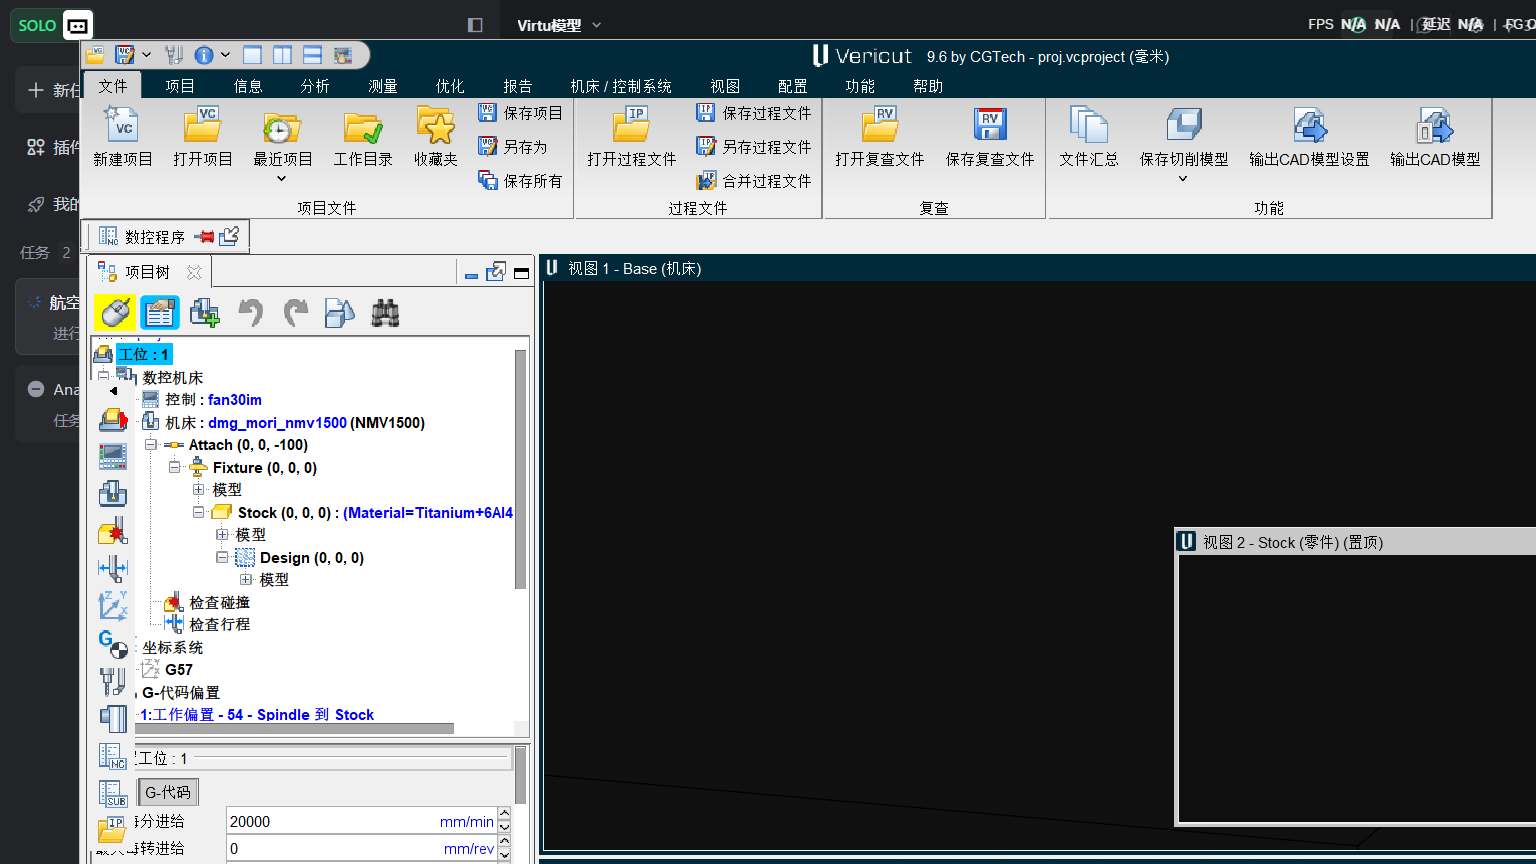 SOLO
Virtu模型
FPS N/A N/A | 延迟 N/A |
新任
插件
我的
任务 2
航空
进行
Ana
任务
Vericut 9.6 by CGTech - proj.vcproject (毫米)
文件 项目 信息 分析 测量 优化 报告 机床 / 控制系统 视图 配置 功能 帮助
新建项目 打开项目 最近项目 工作目录 收藏夹
保存项目
另存为
保存所有
项目文件
打开过程文件
保存过程文件
另存过程文件
合并过程文件
过程文件
打开复查文件 保存复查文件
复查
文件汇总 保存切削模型 输出CAD模型设置 输出CAD模型
功能
数控程序
项目树
工位 : 1
数控机床
控制 : fan30im
机床 : dmg_mori_nmv1500 (NMV1500)
Attach (0, 0, -100)
Fixture (0, 0, 0)
模型
Stock (0, 0, 0) : (Material=Titanium+6Al4
模型
Design (0, 0, 0)
模型
检查碰撞
检查行程
坐标系统
G57
G-代码偏置
1:工作偏置 - 54 - Spindle 到 Stock
工位 : 1
G-代码
每分进给 20000 mm/min
每转进给 0 mm/rev
视图 1 - Base (机床)
视图 2 - Stock (零件) (置顶)